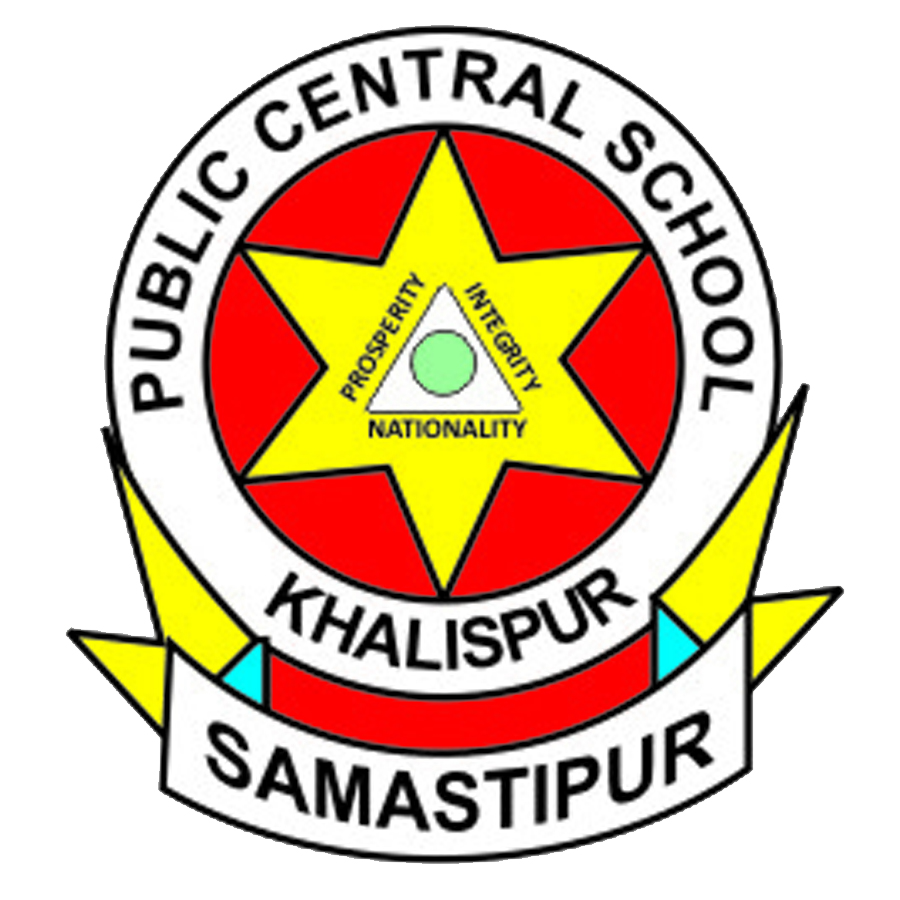 PUBLIC CENTRAL SCHOOL
PROSPERITY
INTEGRITY
NATIONALITY
KHALISPUR
SAMASTIPUR